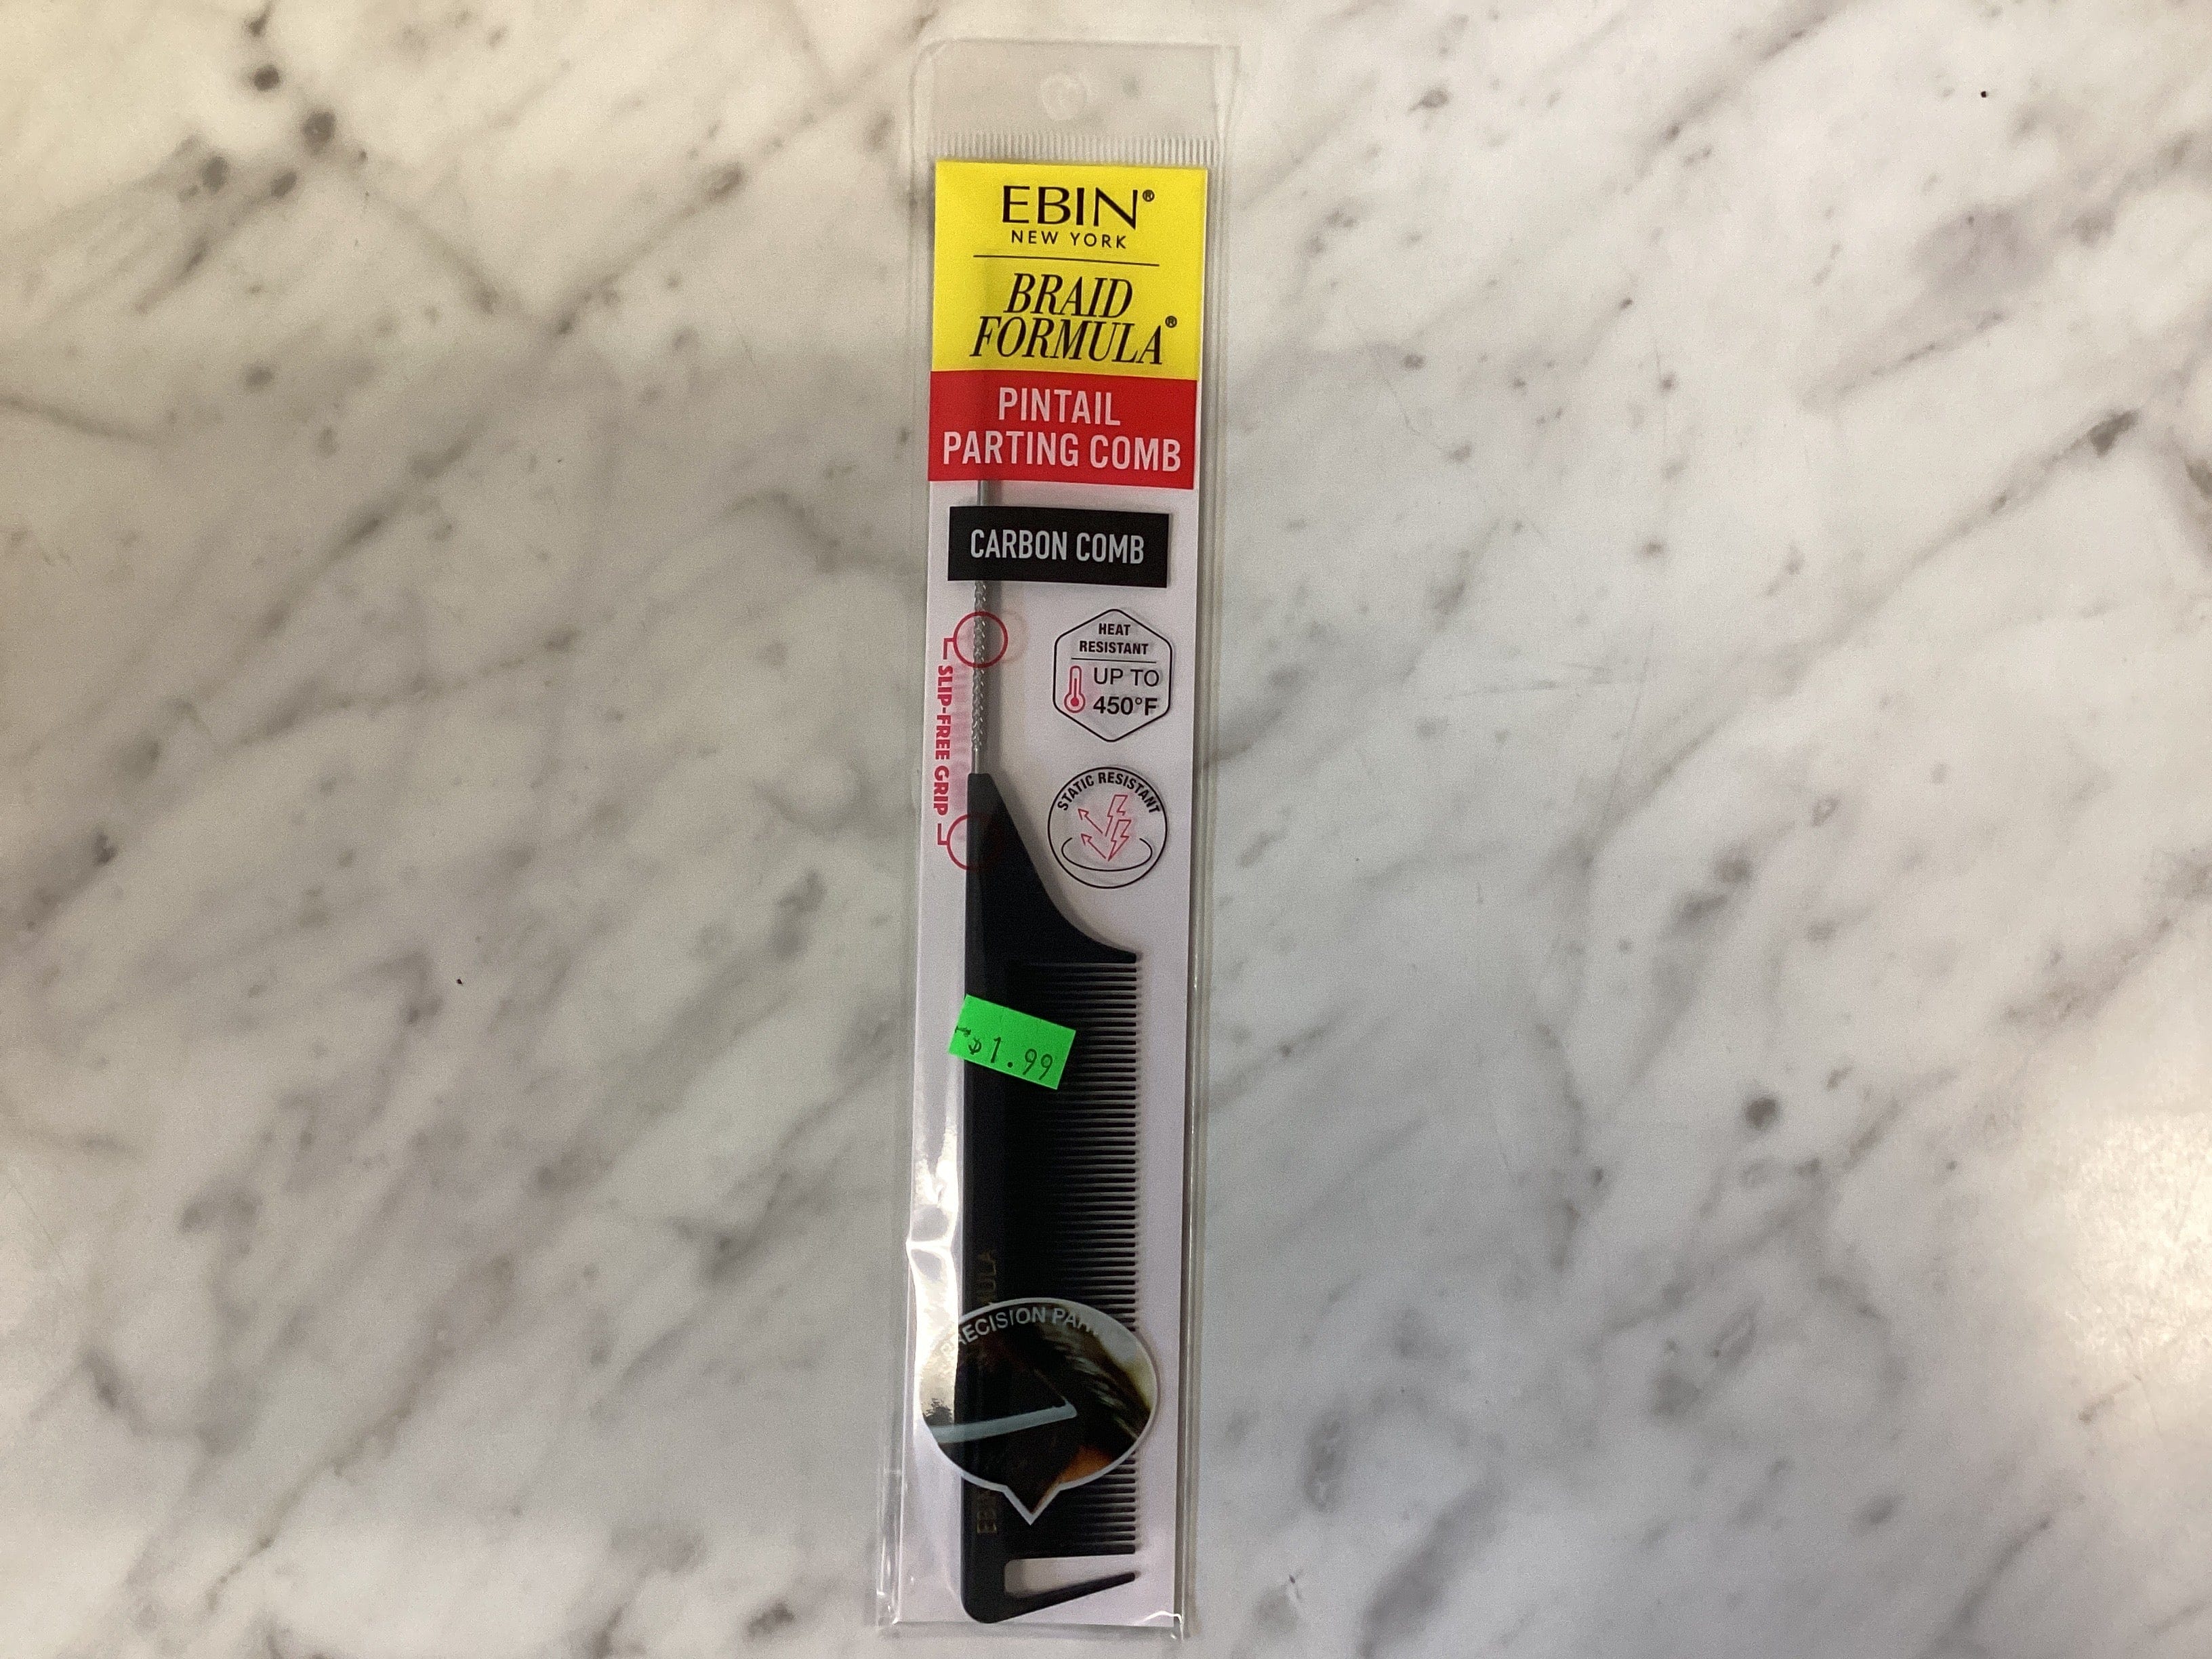 EBIN®
NEW YORK
BRAID
FORMULA®
PINTAIL
PARTING COMB
CARBON COMB
HEAT
RESISTANT
UP TO
450°F
SLIP-FREE GRIP
STATIC RESISTANT
$1.99